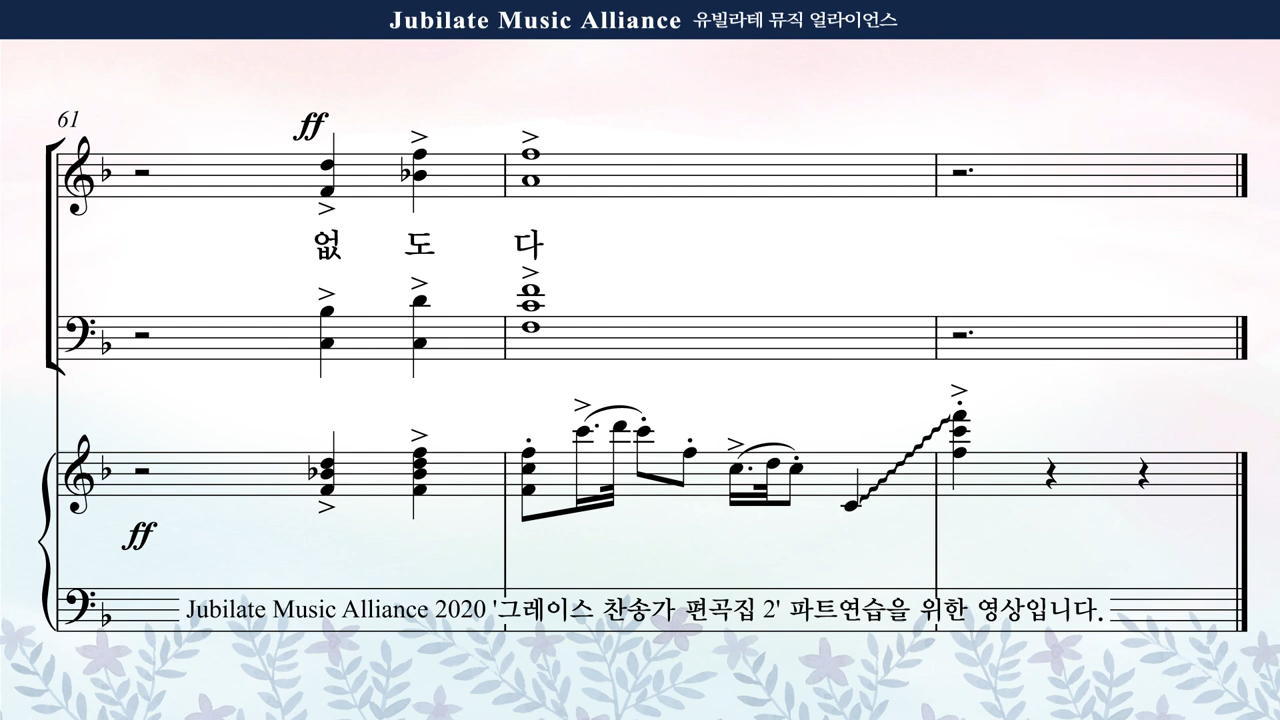 Jubilate Music Alliance 유빌라테 뮤직 얼라이언스
61
ff
없 도 다
ff
Jubilate Music Alliance 2020 '그레이스 찬송가 편곡집 2' 파트연습을 위한 영상입니다.